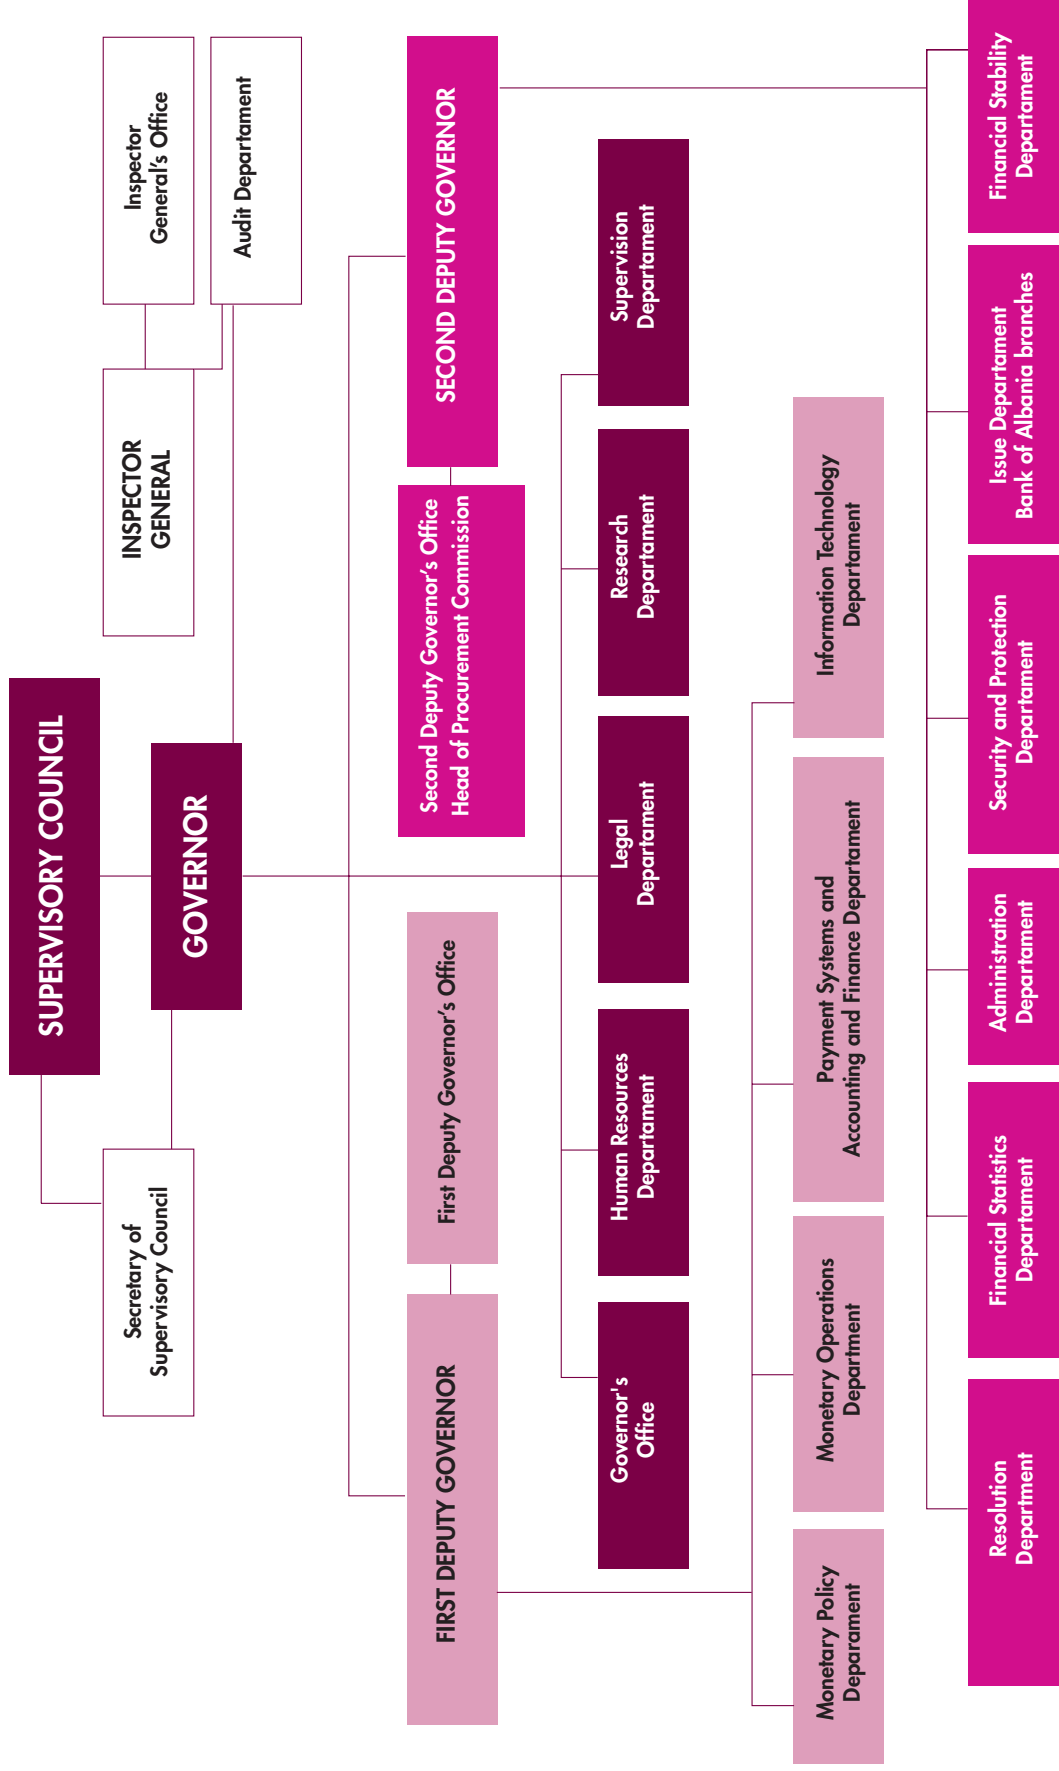 SUPERVISORY COUNCIL
Secretary of
Supervisory Council
INSPECTOR
GENERAL
Inspector
General's Office
GOVERNOR
Audit Departament
FIRST DEPUTY GOVERNOR
First Deputy Governor's Office
Second Deputy Governor's Office
Head of Procurement Commission
SECOND DEPUTY GOVERNOR
Governor's
Office
Human Resources
Departament
Legal
Departament
Research
Departament
Supervision
Departament
Monetary Policy
Deparament
Monetary Operations
Department
Payment Systems and
Accounting and Finance Departament
Information Technology
Departament
Resolution
Department
Financial Statistics
Departament
Administration
Departament
Security and Protection
Departament
Issue Departament
Bank of Albania branches
Financial Stability
Departament